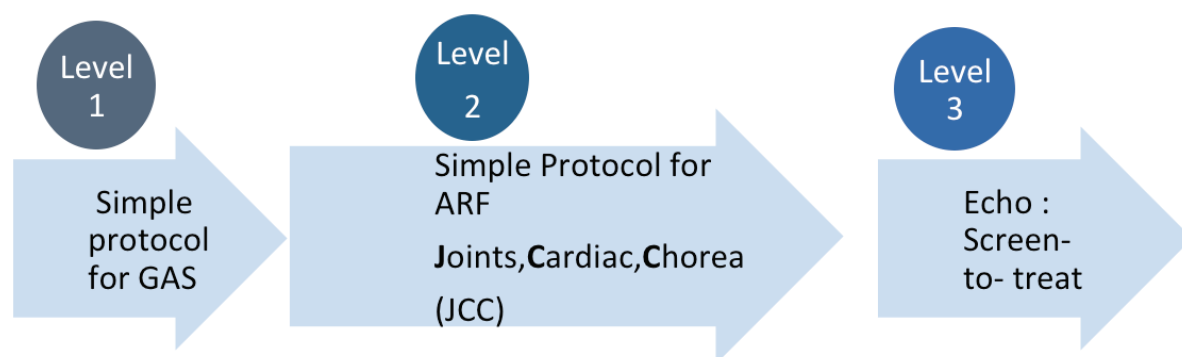 Level
1
Simple
protocol
for GAS
Level
2
Simple Protocol for
ARF
Joints,Cardiac,Chorea
(JCC)
Level
3
Echo :
Screen-
to- treat